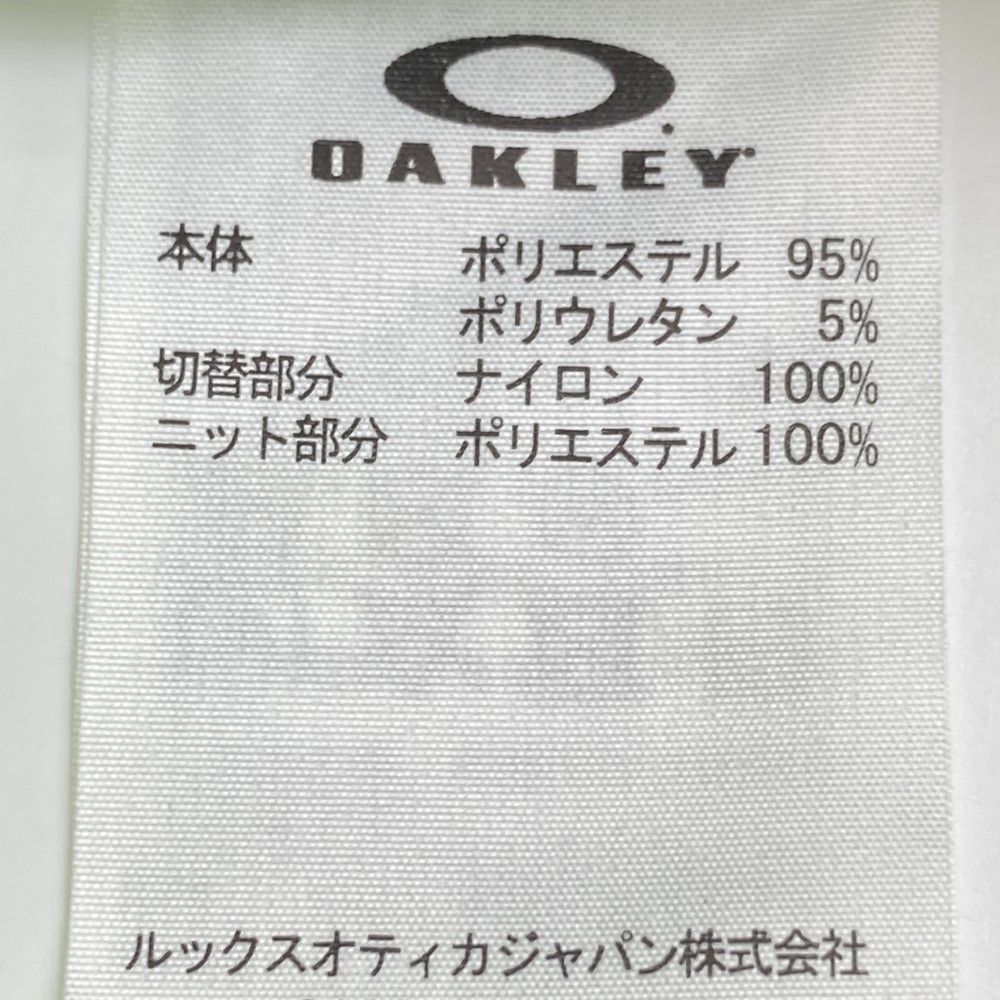 OAKLEY
本体 ポリエステル 95%
ポリウレタン 5%
切替部分 ナイロン 100%
ニット部分 ポリエステル 100%
ルックスオティカジャパン株式会社